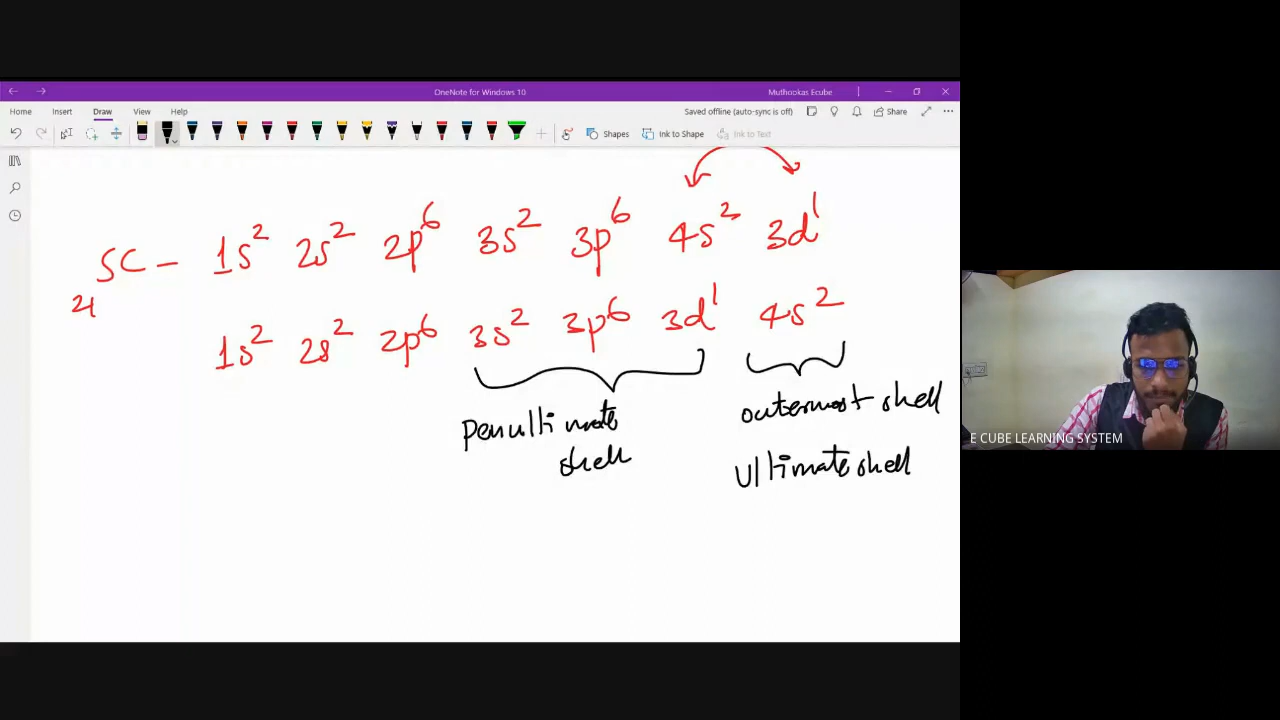 OneNote for Windows 10
Muthookas Ecube
Home Insert Draw View Help
Saved offline (auto-sync is off)
Share
Shapes
Ink to Shape
Ink to Text
21 SC – 1s² 2s² 2p⁶ 3s² 3p⁶ 4s² 3d¹
1s² 2s² 2p⁶ 3s² 3p⁶ 3d¹ 4s²
Penultimate
shell
outermost shell
Ultimate shell
E CUBE LEARNING SYSTEM